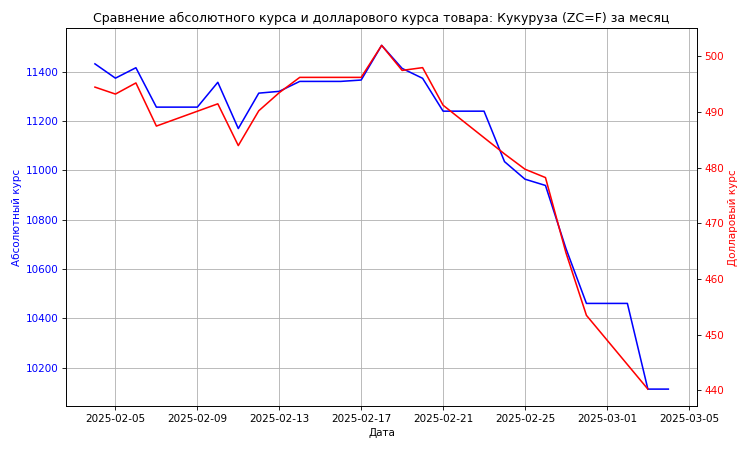 Сравнение абсолютного курса и долларового курса товара: Кукуруза (ZC=F) за месяц
11400
11200
11000
10800
10600
10400
10200
Абсолютный курс
500
490
480
470
460
450
440
Долларовый курс
2025-02-05 2025-02-09 2025-02-13 2025-02-17 2025-02-21 2025-02-25 2025-03-01 2025-03-05
Дата